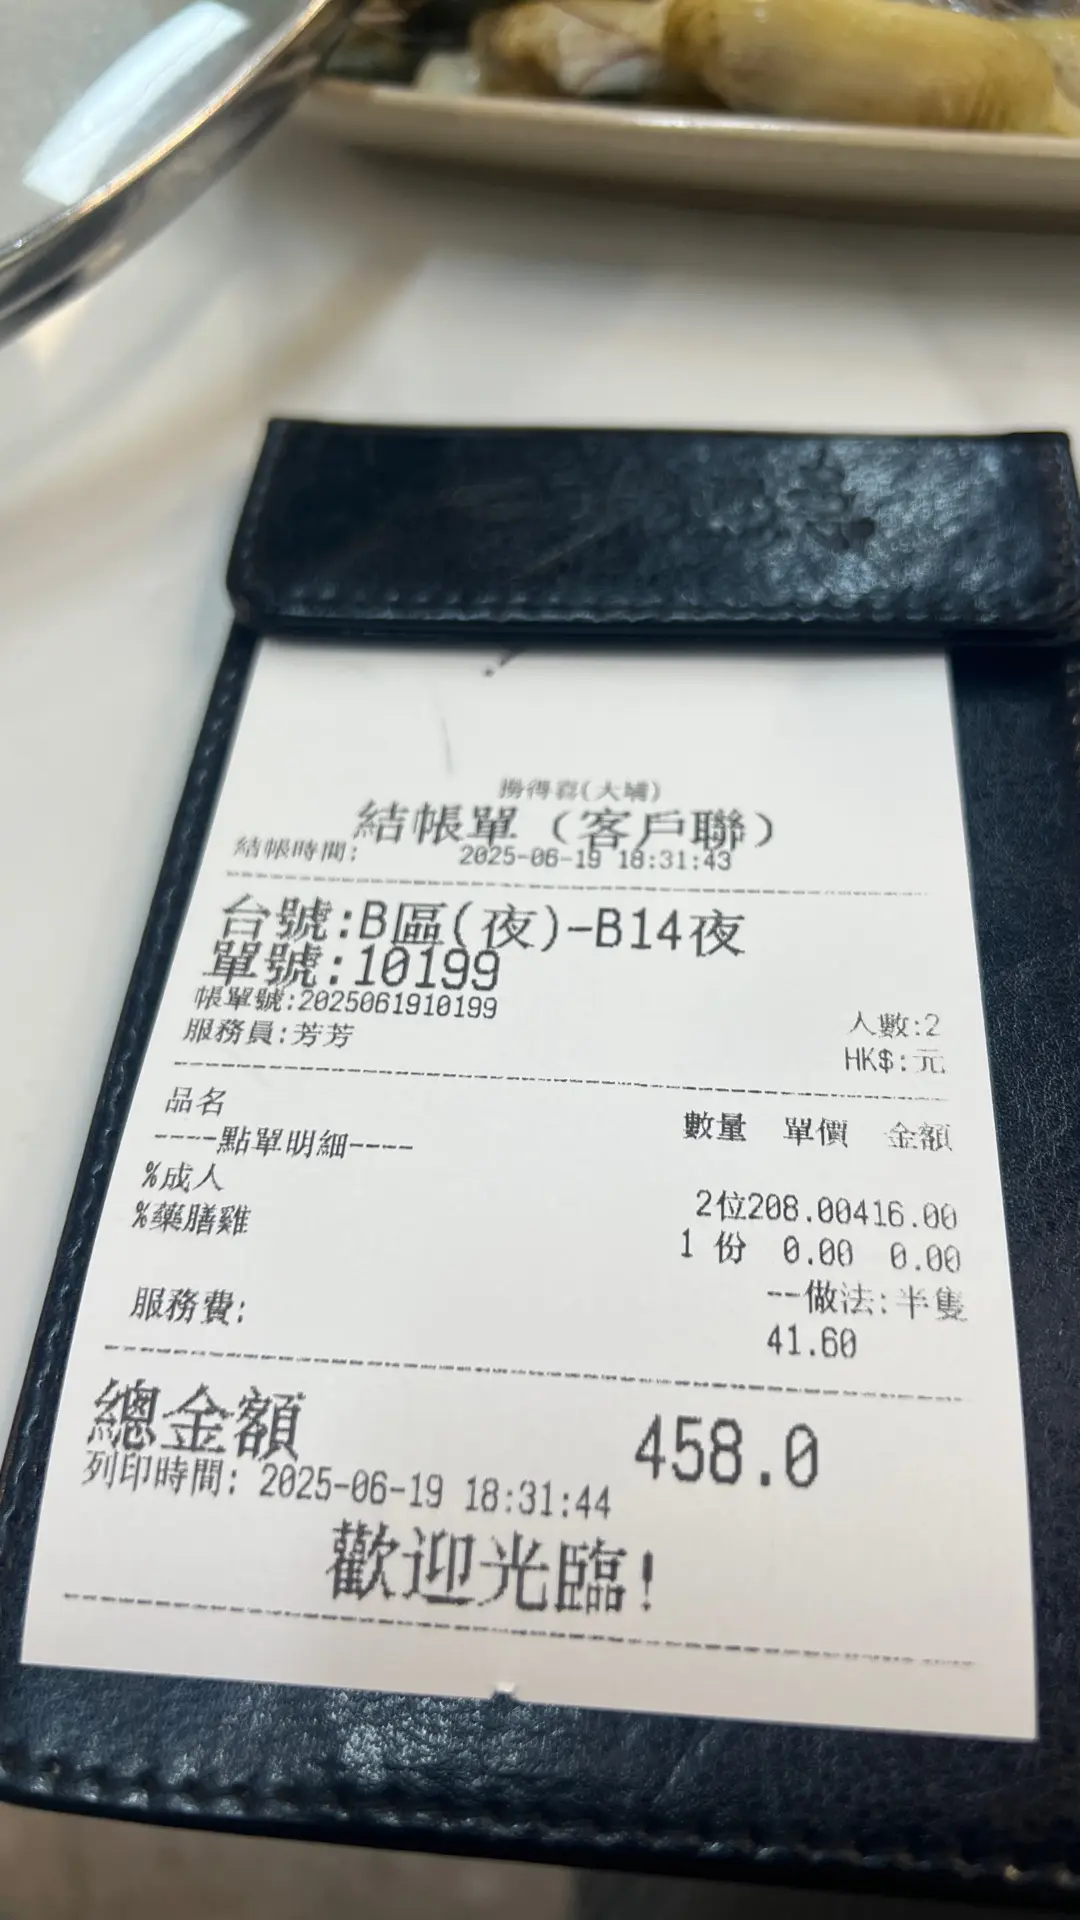 撈得喜(大埔)
結帳單（客戶聯）
結帳時間: 2025-06-19 18:31:43
台號:B區(夜)-B14夜
單號:10199
帳單號:2025061910199
服務員:芳芳 人數:2
HK$:元
品名 數量 單價 金額
----點單明細----
%成人 2位208.00416.00
%藥膳雞 1 份 0.00 0.00
--做法:半隻
服務費: 41.60
總金額 458.0
列印時間: 2025-06-19 18:31:44
歡迎光臨!